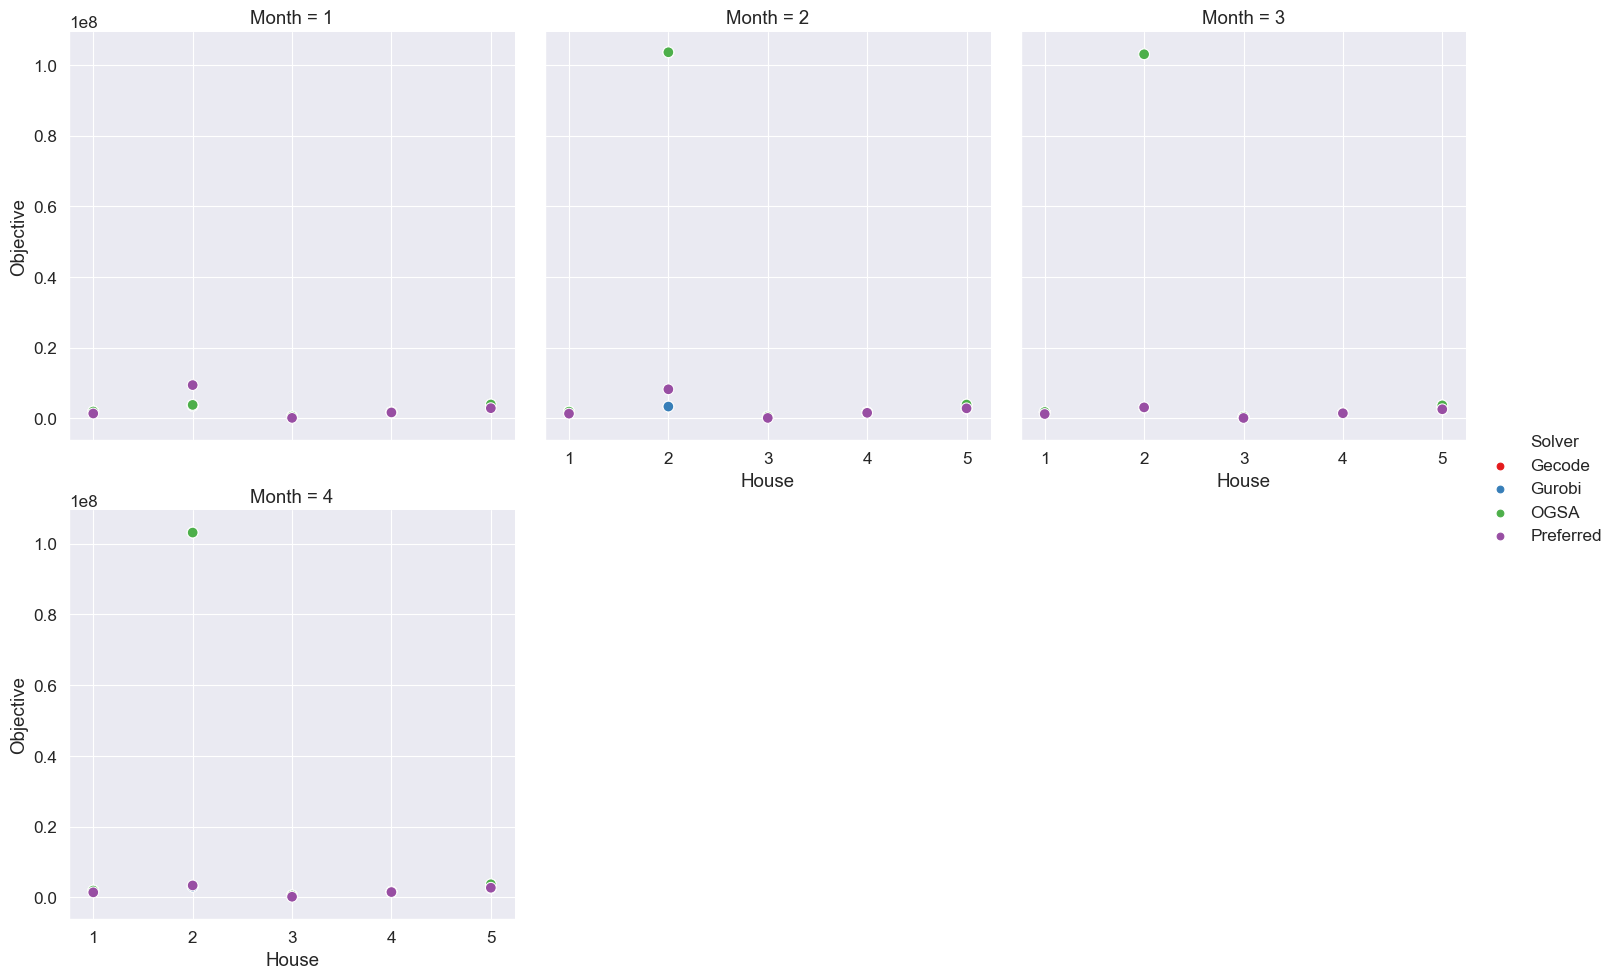 Month = 1
Month = 2
Month = 3
1e8
1.0
0.8
0.6
0.4
0.2
0.0
Objective
1 2 3 4 5
House
1 2 3 4 5
House
Solver
Gecode
Gurobi
OGSA
Preferred
Month = 4
1e8
1.0
0.8
0.6
0.4
0.2
0.0
Objective
1 2 3 4 5
House